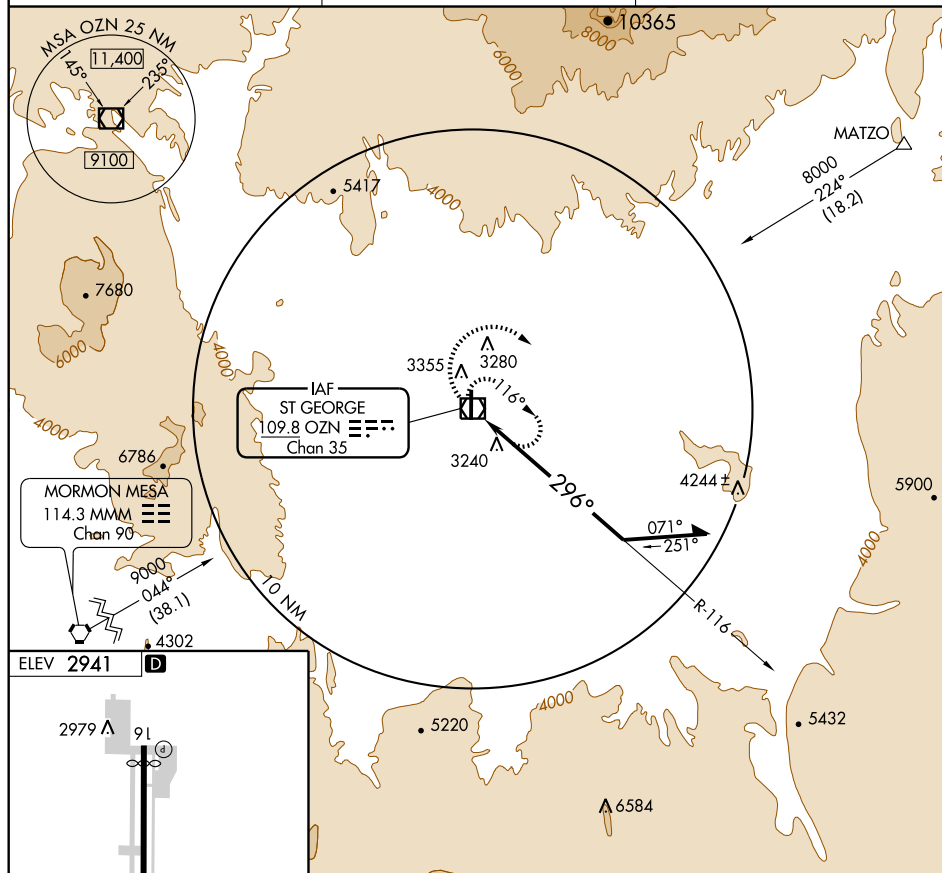 MSA OZN 25 NM
11,400
145°
235°
9100
10365
8000
6000
MATZO
8000
224°
(18.2)
5417
4000
7680
6000
4000
3280
3355
116°
IAF
ST GEORGE
109.8 OZN
Chan 35
3240
4000
6786
296°
4244 ±
5900
MORMON MESA
114.3 MMM
Chan 90
071°
251°
4000
9000
044°
(38.1)
10 NM
R-116
4302
ELEV 2941 D
4000
5220
5432
2979
16
P
6584